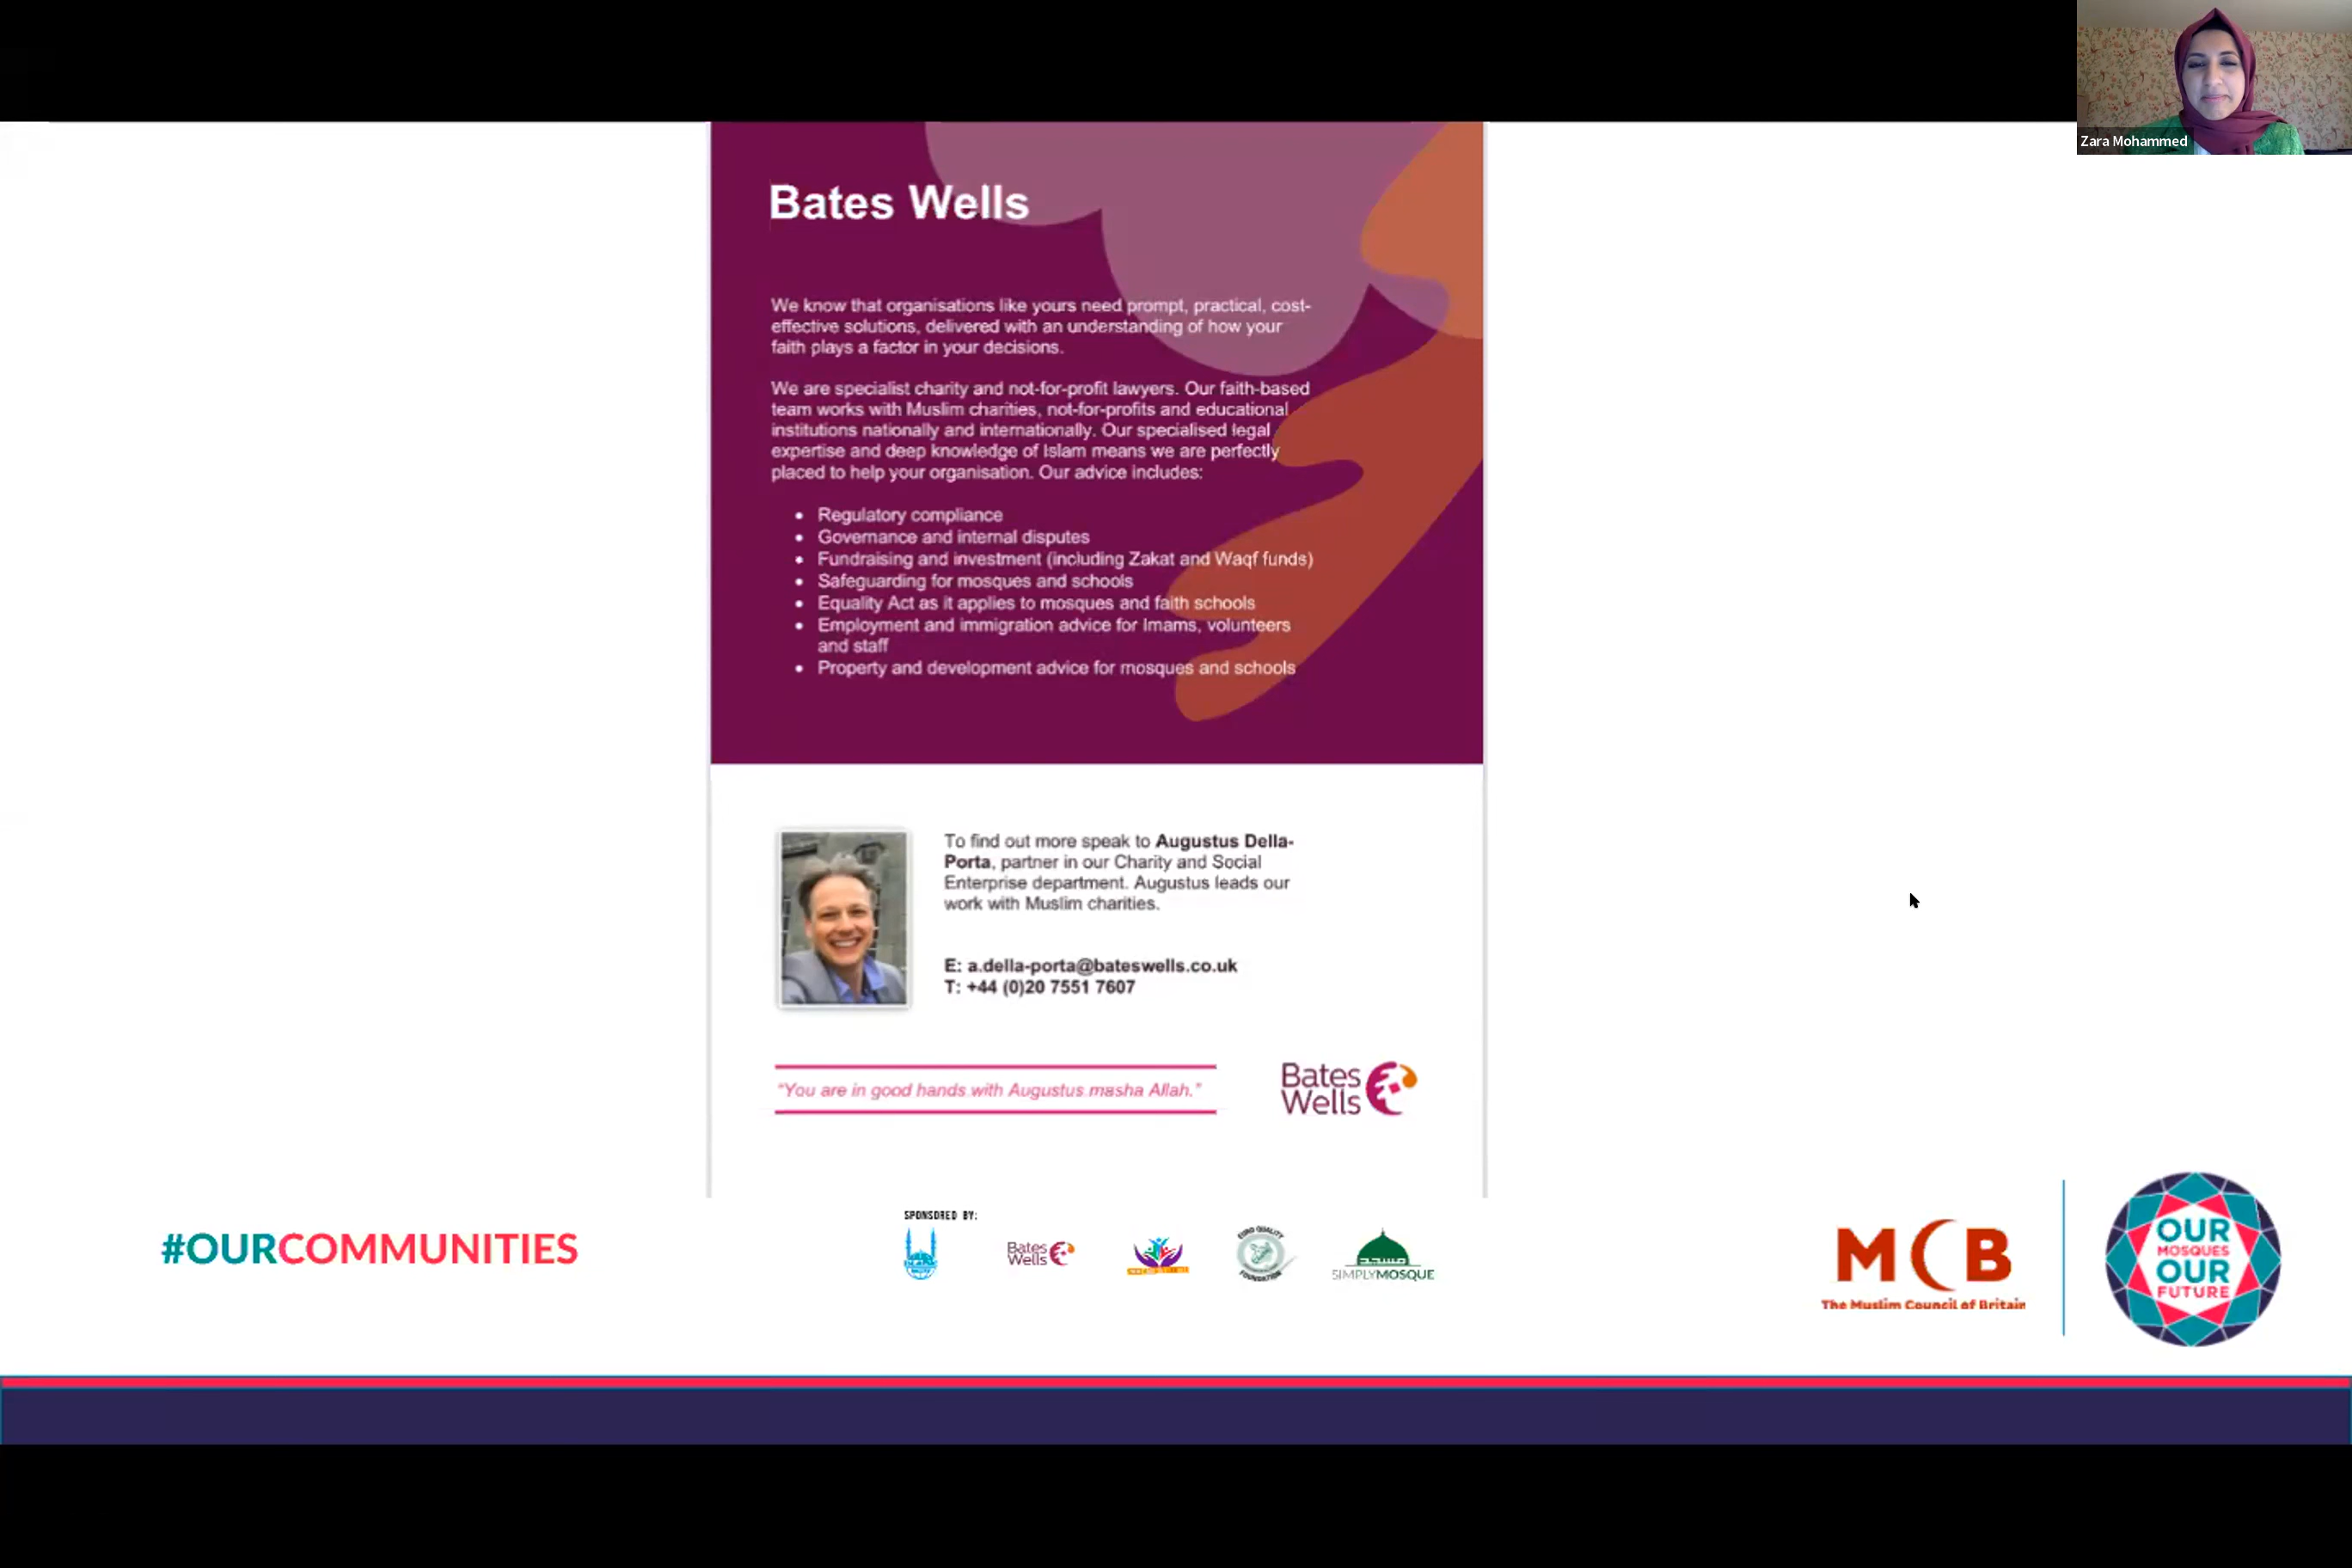 Zara Mohammed
Bates Wells
We know that organisations like yours need prompt, practical, cost-
effective solutions, delivered with an understanding of how your
faith plays a factor in your decisions.
We are specialist charity and not-for-profit lawyers. Our faith-based
team works with Muslim charities, not-for-profits and educational
institutions nationally and internationally. Our specialised legal
expertise and deep knowledge of Islam means we are perfectly
placed to help your organisation. Our advice includes:
• Regulatory compliance
• Governance and internal disputes
• Fundraising and investment (including Zakat and Waqf funds)
• Safeguarding for mosques and schools
• Equality Act as it applies to mosques and faith schools
• Employment and immigration advice for Imams, volunteers
and staff
• Property and development advice for mosques and schools
To find out more speak to Augustus Della-
Porta, partner in our Charity and Social
Enterprise department. Augustus leads our
work with Muslim charities.
E: a.della-porta@bateswells.co.uk
T: +44 (0)20 7551 7607
"You are in good hands with Augustus masha Allah."
Bates
Wells
#OURCOMMUNITIES
SPONSORED BY:
Bates
Wells
EURO QUALITY
FOUNDATION
SIMPLYMOSQUE
MCB
The Muslim Council of Britain
OUR
MOSQUES
OUR
FUTURE